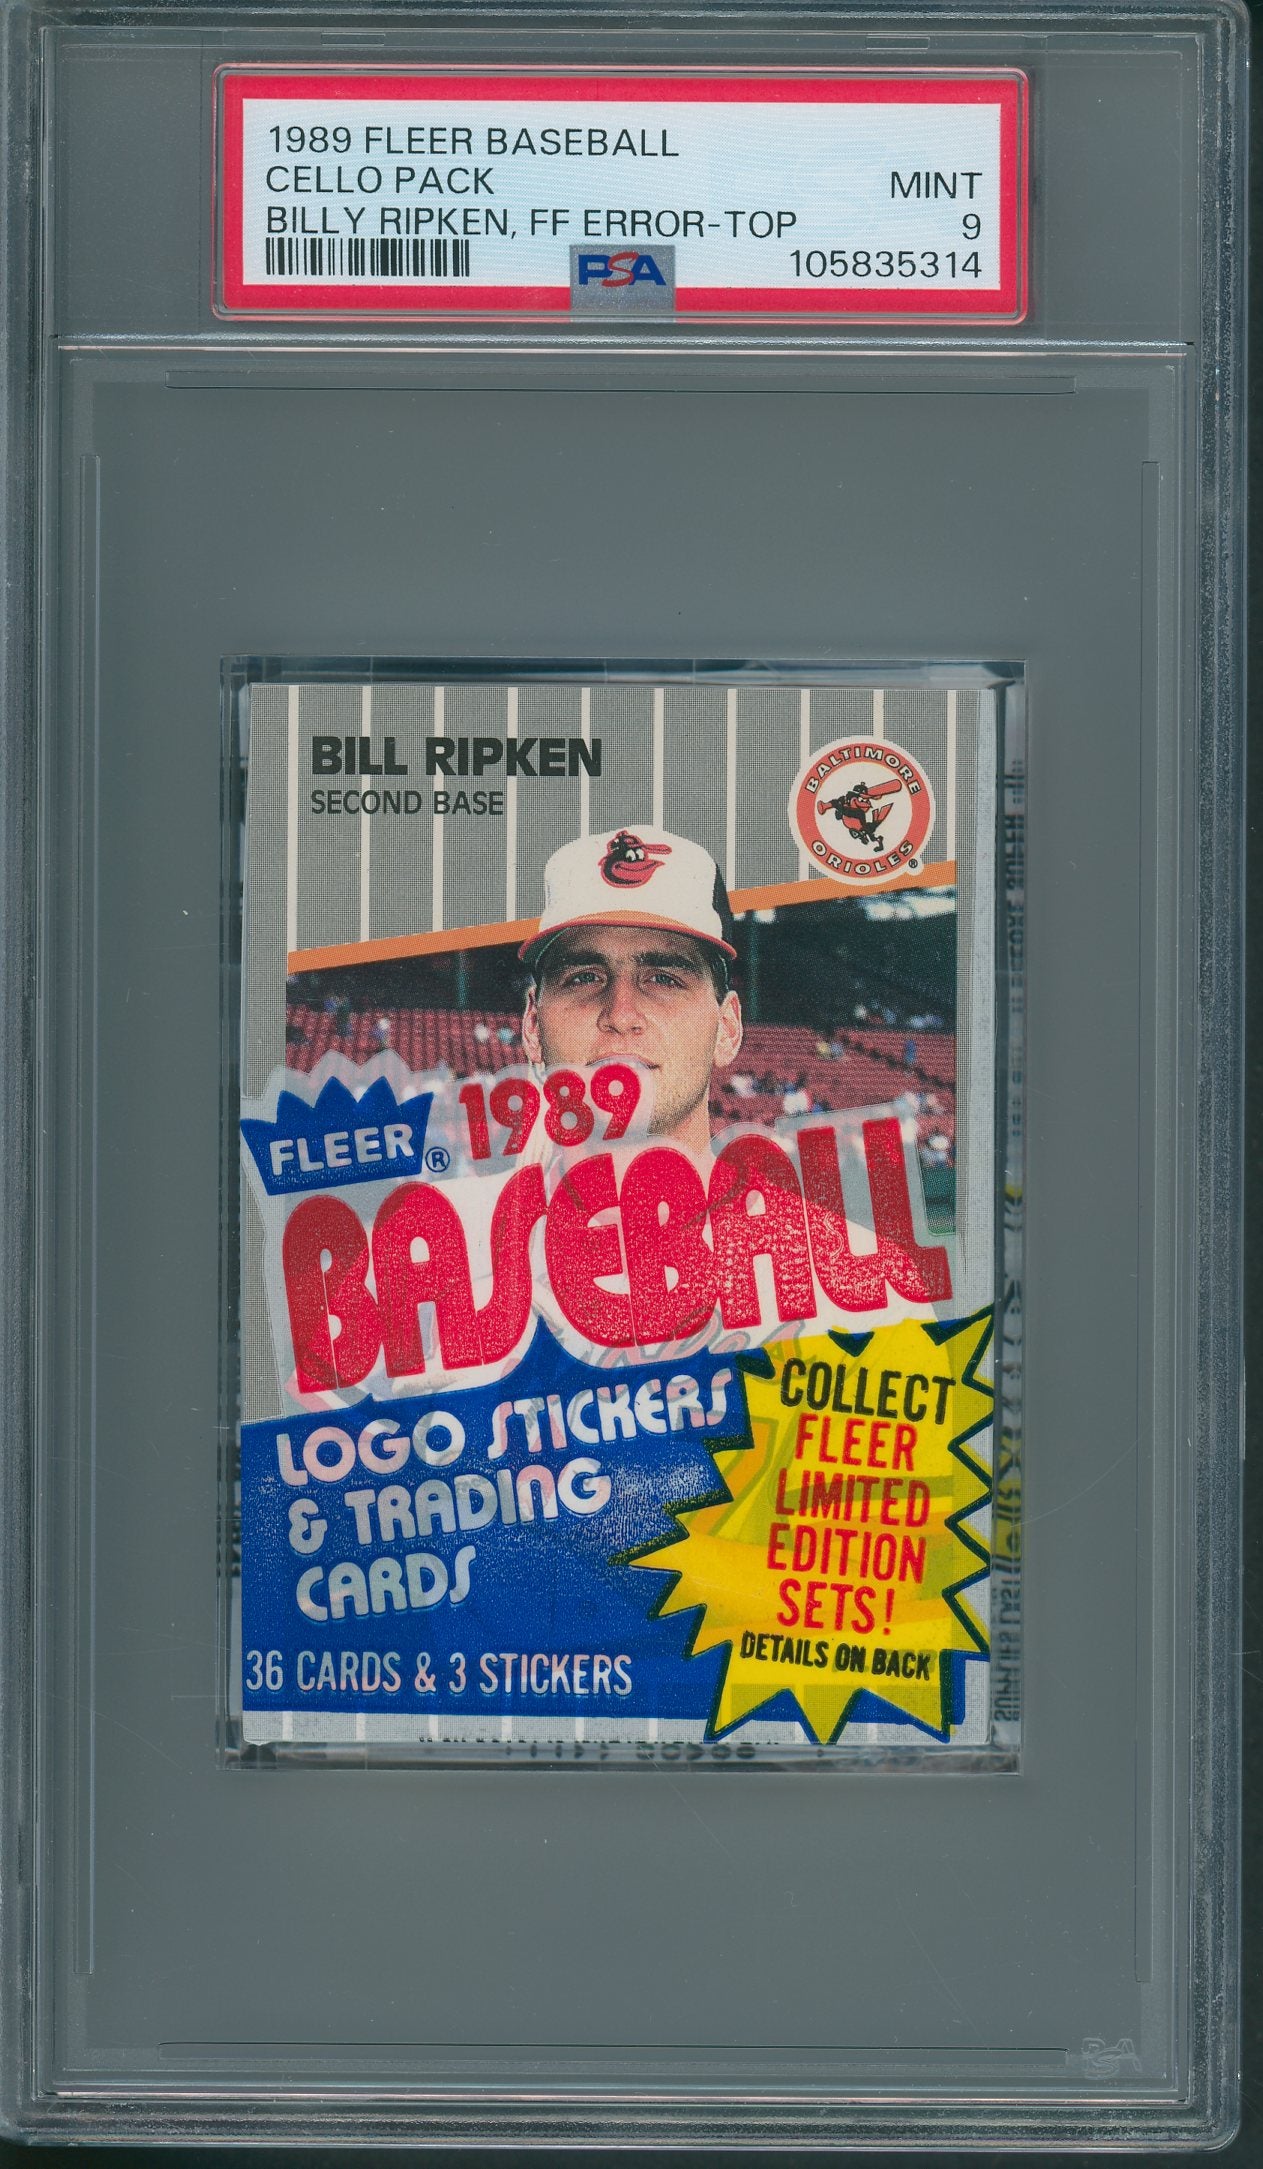 1989 FLEER BASEBALL
CELLO PACK
MINT
BILLY RIPKEN, FF ERROR-TOP
9
PSA
105835314
BILL RIPKEN
SECOND BASE
BALTIMORE
ORIOLES®
FLEER®
1989
BASEBALL
LOGO STICKERS
& TRADING
CARDS
36 CARDS & 3 STICKERS
COLLECT
FLEER
LIMITED
EDITION
SETS!
DETAILS ON BACK
PSA